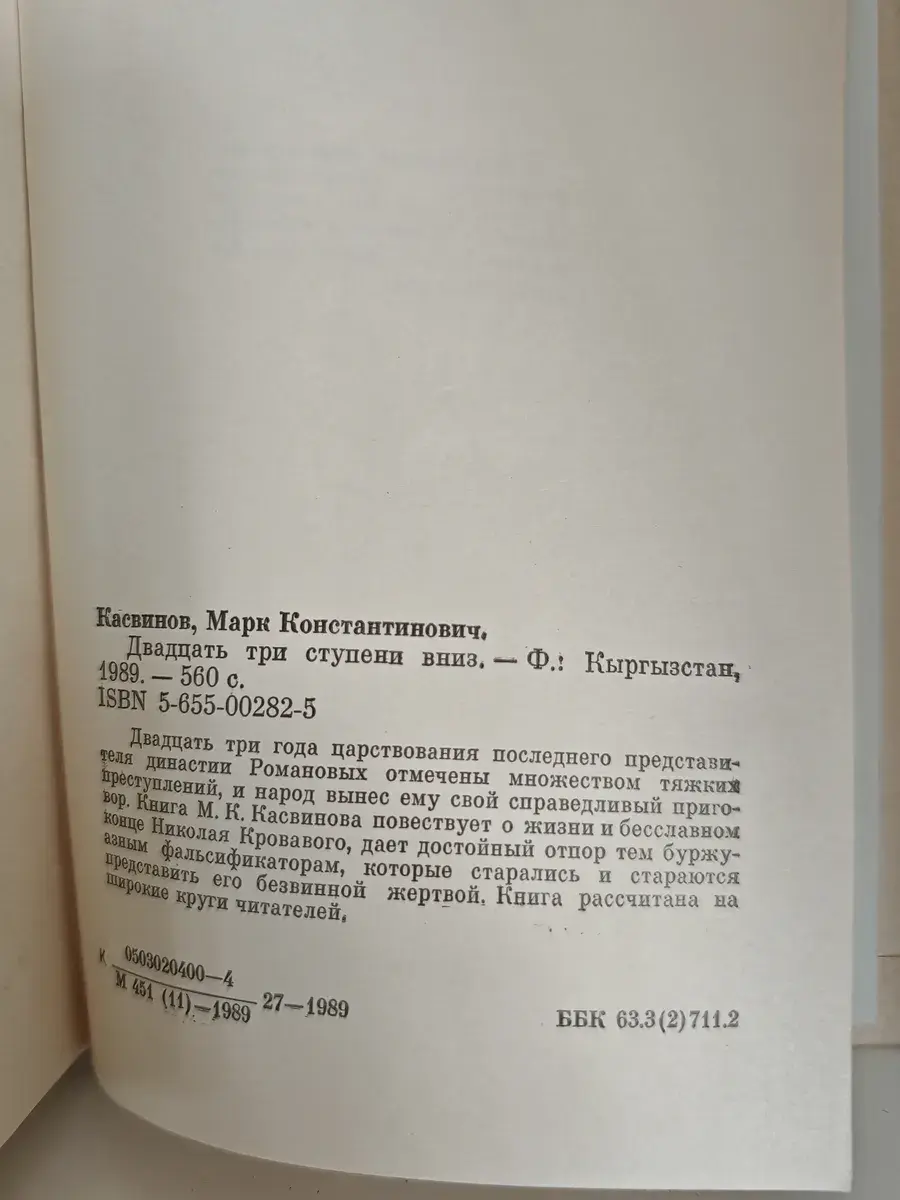 Касвинов, Марк Константинович.
Двадцать три ступени вниз. — Ф.: Кыргызстан,
1989. — 560 с.
ISBN 5-655-00282-5
Двадцать три года царствования последнего представи-
теля династии Романовых отмечены множеством тяжких
преступлений, и народ вынес ему свой справедливый приго-
вор. Книга М. К. Касвинова повествует о жизни и бесславном
конце Николая Кровавого, дает достойный отпор тем буржу-
азным фальсификаторам, которые старались и стараются
представить его безвинной жертвой. Книга рассчитана на
широкие круги читателей.
К 0503020400—4
М 451 (11)—1989 27—1989
ББК 63.3(2)711.2